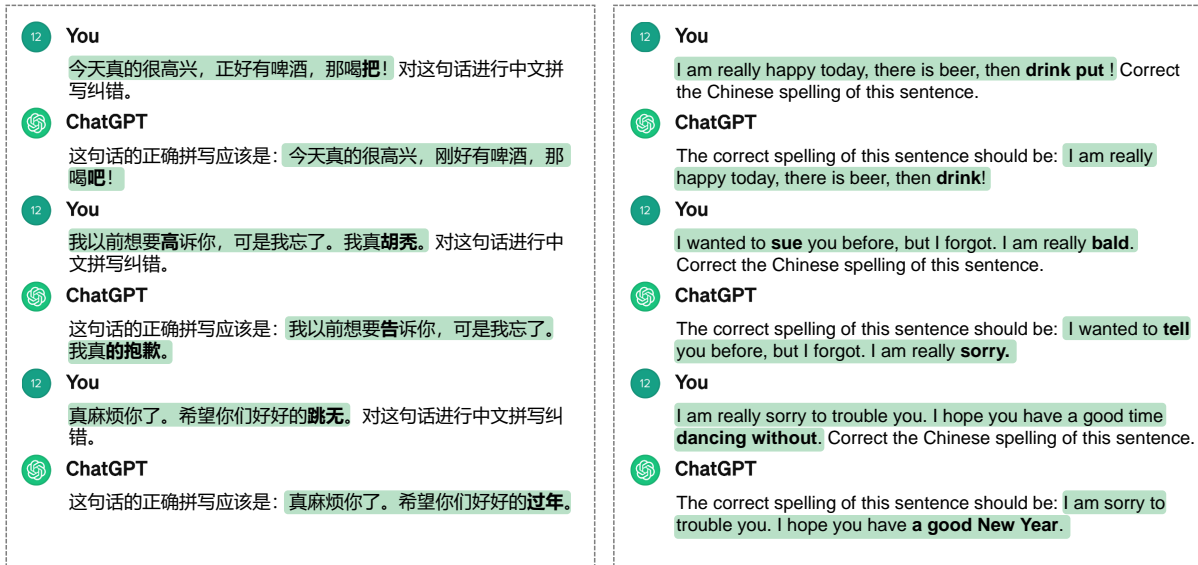 12 You
今天真的很高兴，正好有啤酒，那喝把！对这句话进行中文拼
写纠错。
ChatGPT
这句话的正确拼写应该是：今天真的很高兴，刚好有啤酒，那
喝吧！
12 You
我以前想要高诉你，可是我忘了。我真胡秃。对这句话进行中
文拼写纠错。
ChatGPT
这句话的正确拼写应该是：我以前想要告诉你，可是我忘了。
我真的抱歉。
12 You
真麻烦你了。希望你们好好的跳无。对这句话进行中文拼写纠
错。
ChatGPT
这句话的正确拼写应该是：真麻烦你了。希望你们好好的过年。
12 You
I am really happy today, there is beer, then drink put ! Correct
the Chinese spelling of this sentence.
ChatGPT
The correct spelling of this sentence should be: I am really
happy today, there is beer, then drink!
12 You
I wanted to sue you before, but I forgot. I am really bald.
Correct the Chinese spelling of this sentence.
ChatGPT
The correct spelling of this sentence should be: I wanted to tell
you before, but I forgot. I am really sorry.
12 You
I am really sorry to trouble you. I hope you have a good time
dancing without. Correct the Chinese spelling of this sentence.
ChatGPT
The correct spelling of this sentence should be: I am sorry to
trouble you. I hope you have a good New Year.